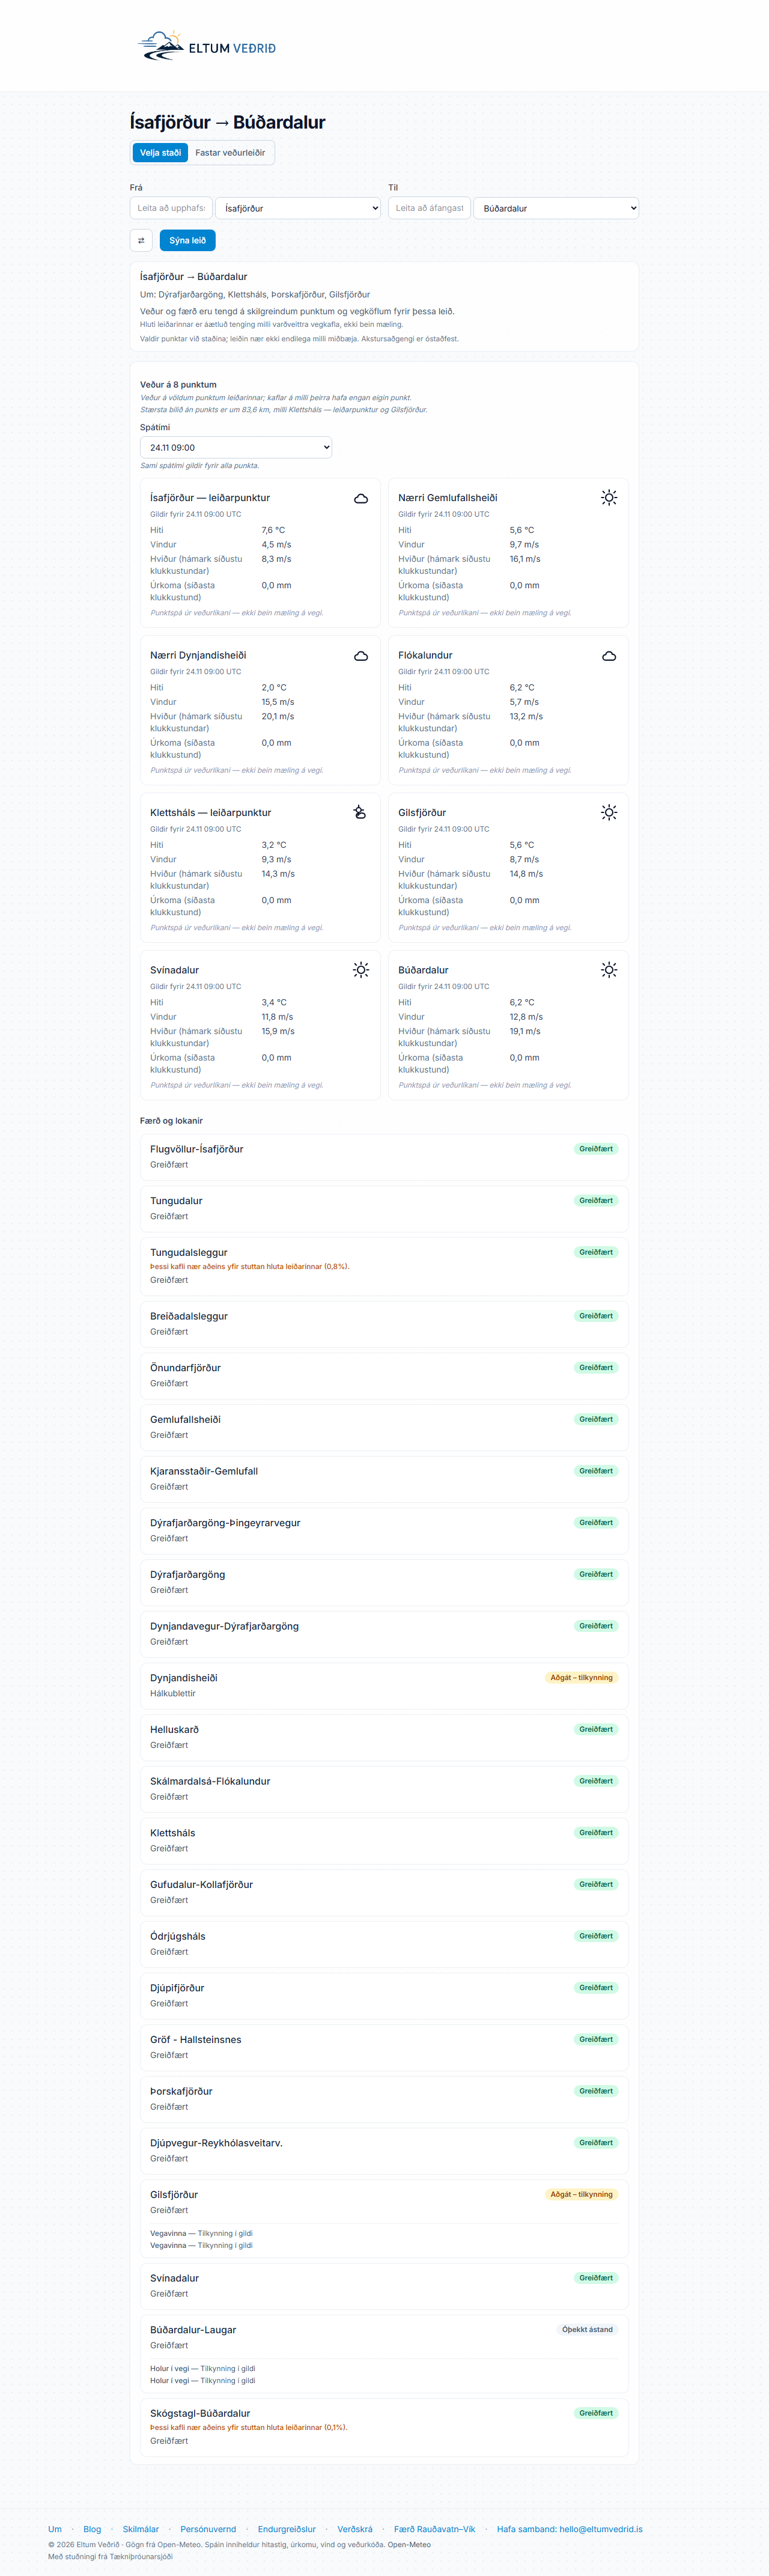 ELTUM VEÐRIÐ
Ísafjörður → Búðardalur
Velja staði
Fastar veðurleiðir
Frá
Til
Leita að upphafs:
Ísafjörður
Leita að áfangast
Búðardalur
⇄
Sýna leið
Ísafjörður → Búðardalur
Um: Dýrafjarðargöng, Klettsháls, Þorskafjörður, Gilsfjörður
Veður og færð eru tengd á skilgreindum punktum og vegköflum fyrir þessa leið.
Hluti leiðarinnar er áætluð tenging milli varðveittra vegkafla, ekki bein mæling.
Valdir punktar við staðina; leiðin nær ekki endilega milli miðbæja. Akstursaðgengi er óstaðfest.
Veður á 8 punktum
Veður á völdum punktum leiðarinnar; kaflar á milli þeirra hafa engan eigin punkt.
Stærsta bilið án punkts er um 83,6 km, milli Klettsháls — leiðarpunktur og Gilsfjörður.
Spátími
24.11 09:00
Sami spátími gildir fyrir alla punkta.
Ísafjörður — leiðarpunktur
Gildir fyrir 24.11 09:00 UTC
Hiti 7,6 °C
Vindur 4,5 m/s
Hviður (hámark síðustu 8,3 m/s
klukkustundar)
Úrkoma (síðasta 0,0 mm
klukkustund)
Punktspá úr veðurlíkani — ekki bein mæling á vegi.
Nærri Gemlufallsheiði
Gildir fyrir 24.11 09:00 UTC
Hiti 5,6 °C
Vindur 9,7 m/s
Hviður (hámark síðustu 16,1 m/s
klukkustundar)
Úrkoma (síðasta 0,0 mm
klukkustund)
Punktspá úr veðurlíkani — ekki bein mæling á vegi.
Nærri Dynjandisheiði
Gildir fyrir 24.11 09:00 UTC
Hiti 2,0 °C
Vindur 15,5 m/s
Hviður (hámark síðustu 20,1 m/s
klukkustundar)
Úrkoma (síðasta 0,0 mm
klukkustund)
Punktspá úr veðurlíkani — ekki bein mæling á vegi.
Flókalundur
Gildir fyrir 24.11 09:00 UTC
Hiti 6,2 °C
Vindur 5,7 m/s
Hviður (hámark síðustu 13,2 m/s
klukkustundar)
Úrkoma (síðasta 0,0 mm
klukkustund)
Punktspá úr veðurlíkani — ekki bein mæling á vegi.
Klettsháls — leiðarpunktur
Gildir fyrir 24.11 09:00 UTC
Hiti 3,2 °C
Vindur 9,3 m/s
Hviður (hámark síðustu 14,3 m/s
klukkustundar)
Úrkoma (síðasta 0,0 mm
klukkustund)
Punktspá úr veðurlíkani — ekki bein mæling á vegi.
Gilsfjörður
Gildir fyrir 24.11 09:00 UTC
Hiti 5,6 °C
Vindur 8,7 m/s
Hviður (hámark síðustu 14,8 m/s
klukkustundar)
Úrkoma (síðasta 0,0 mm
klukkustund)
Punktspá úr veðurlíkani — ekki bein mæling á vegi.
Svínadalur
Gildir fyrir 24.11 09:00 UTC
Hiti 3,4 °C
Vindur 11,8 m/s
Hviður (hámark síðustu 15,9 m/s
klukkustundar)
Úrkoma (síðasta 0,0 mm
klukkustund)
Punktspá úr veðurlíkani — ekki bein mæling á vegi.
Búðardalur
Gildir fyrir 24.11 09:00 UTC
Hiti 6,2 °C
Vindur 12,8 m/s
Hviður (hámark síðustu 19,1 m/s
klukkustundar)
Úrkoma (síðasta 0,0 mm
klukkustund)
Punktspá úr veðurlíkani — ekki bein mæling á vegi.
Færð og lokanir
Flugvöllur-Ísafjörður Greiðfært
Greiðfært
Tungudalur Greiðfært
Greiðfært
Tungudalsleggur Greiðfært
Þessi kafli nær aðeins yfir stuttan hluta leiðarinnar (0,8%).
Greiðfært
Breiðadalsleggur Greiðfært
Greiðfært
Önundarfjörður Greiðfært
Greiðfært
Gemlufallsheiði Greiðfært
Greiðfært
Kjaransstaðir-Gemlufall Greiðfært
Greiðfært
Dýrafjarðargöng-Þingeyrarvegur Greiðfært
Greiðfært
Dýrafjarðargöng Greiðfært
Greiðfært
Dynjandavegur-Dýrafjarðargöng Greiðfært
Greiðfært
Dynjandisheiði Aðgát – tilkynning
Hálkublettir
Helluskarð Greiðfært
Greiðfært
Skálmardalsá-Flókalundur Greiðfært
Greiðfært
Klettsháls Greiðfært
Greiðfært
Gufudalur-Kollafjörður Greiðfært
Greiðfært
Ódrjúgsháls Greiðfært
Greiðfært
Djúpifjörður Greiðfært
Greiðfært
Gröf - Hallsteinsnes Greiðfært
Greiðfært
Þorskafjörður Greiðfært
Greiðfært
Djúpvegur-Reykhólasveitarv. Greiðfært
Greiðfært
Gilsfjörður Aðgát – tilkynning
Greiðfært
Vegavinna — Tilkynning í gildi
Vegavinna — Tilkynning í gildi
Svínadalur Greiðfært
Greiðfært
Búðardalur-Laugar Óþekkt ástand
Greiðfært
Holur í vegi — Tilkynning í gildi
Holur í vegi — Tilkynning í gildi
Skógstagl-Búðardalur Greiðfært
Þessi kafli nær aðeins yfir stuttan hluta leiðarinnar (0,1%).
Greiðfært
Um · Blog · Skilmálar · Persónuvernd · Endurgreiðslur · Verðskrá · Færð Rauðavatn–Vík · Hafa samband: hello@eltumvedrid.is
© 2026 Eltum Veðrið · Gögn frá Open-Meteo. Spáin inniheldur hitastig, úrkomu, vind og veðurkóða. Open-Meteo
Með stuðningi frá Tækniþróunarsjóði